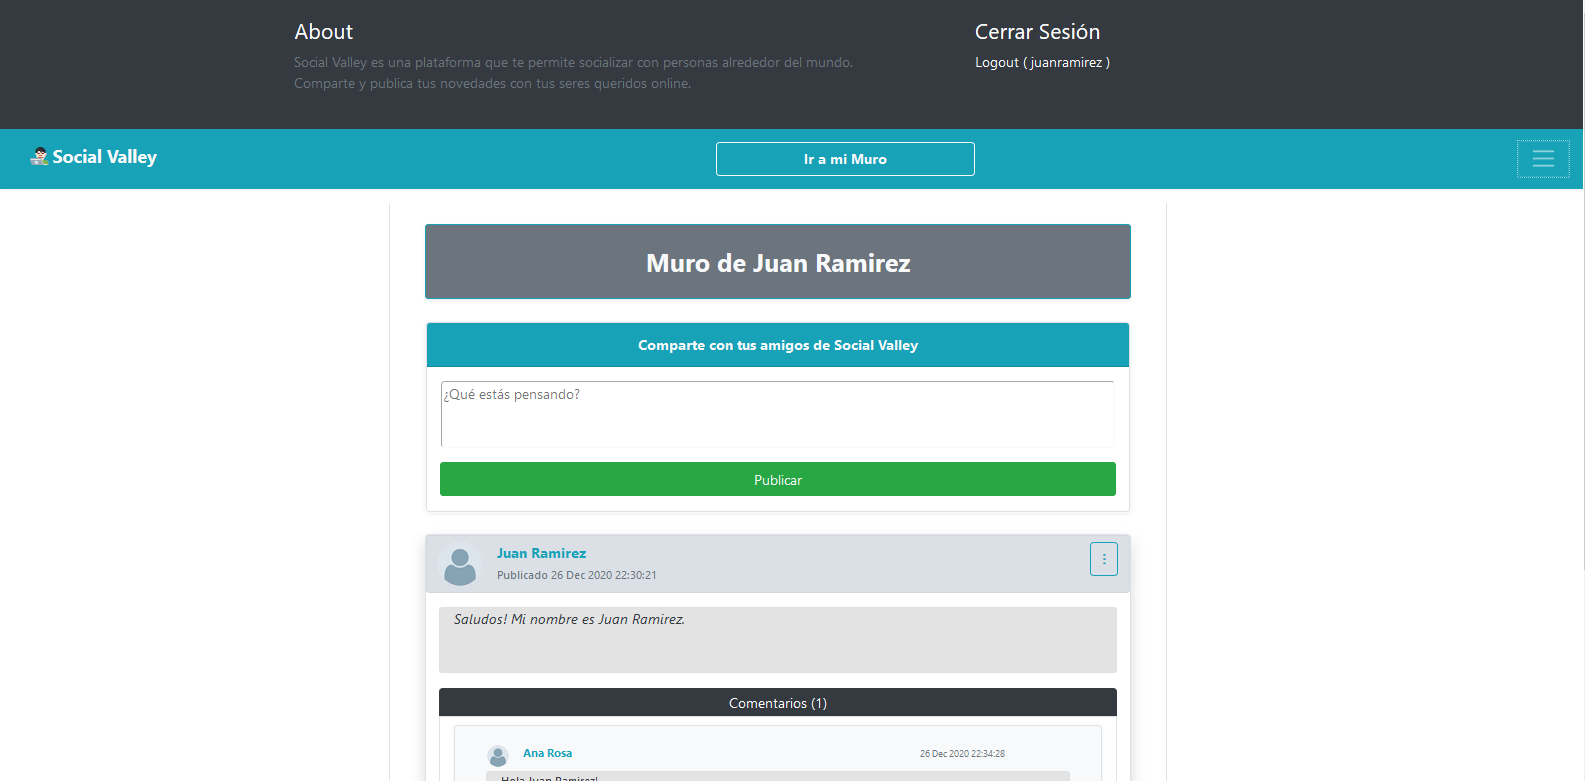 About
Social Valley es una plataforma que te permite socializar con personas alrededor del mundo.
Comparte y publica tus novedades con tus seres queridos online.
Cerrar Sesión
Logout ( juanramirez )
Social Valley
Ir a mi Muro
Muro de Juan Ramirez
Comparte con tus amigos de Social Valley
¿Qué estás pensando?
Publicar
Juan Ramirez
Publicado 26 Dec 2020 22:30:21
Saludos! Mi nombre es Juan Ramirez.
Comentarios (1)
Ana Rosa
26 Dec 2020 22:34:28
Hola Juan Ramirez!